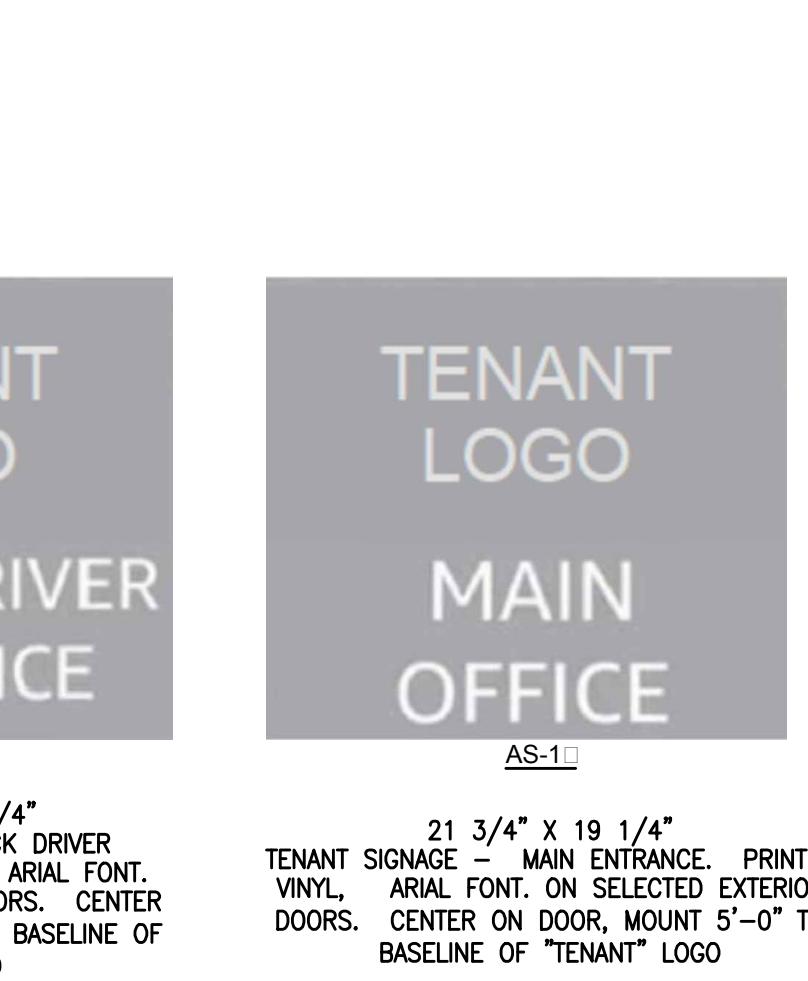 NT
O
RIVER
ICE
/4"
CK DRIVER
ARIAL FONT.
ORS. CENTER
BASELINE OF
TENANT
LOGO
MAIN
OFFICE
AS-1□
21 3/4" X 19 1/4"
TENANT SIGNAGE – MAIN ENTRANCE. PRINT
VINYL, ARIAL FONT. ON SELECTED EXTERIO
DOORS. CENTER ON DOOR, MOUNT 5'–0" T
BASELINE OF "TENANT" LOGO